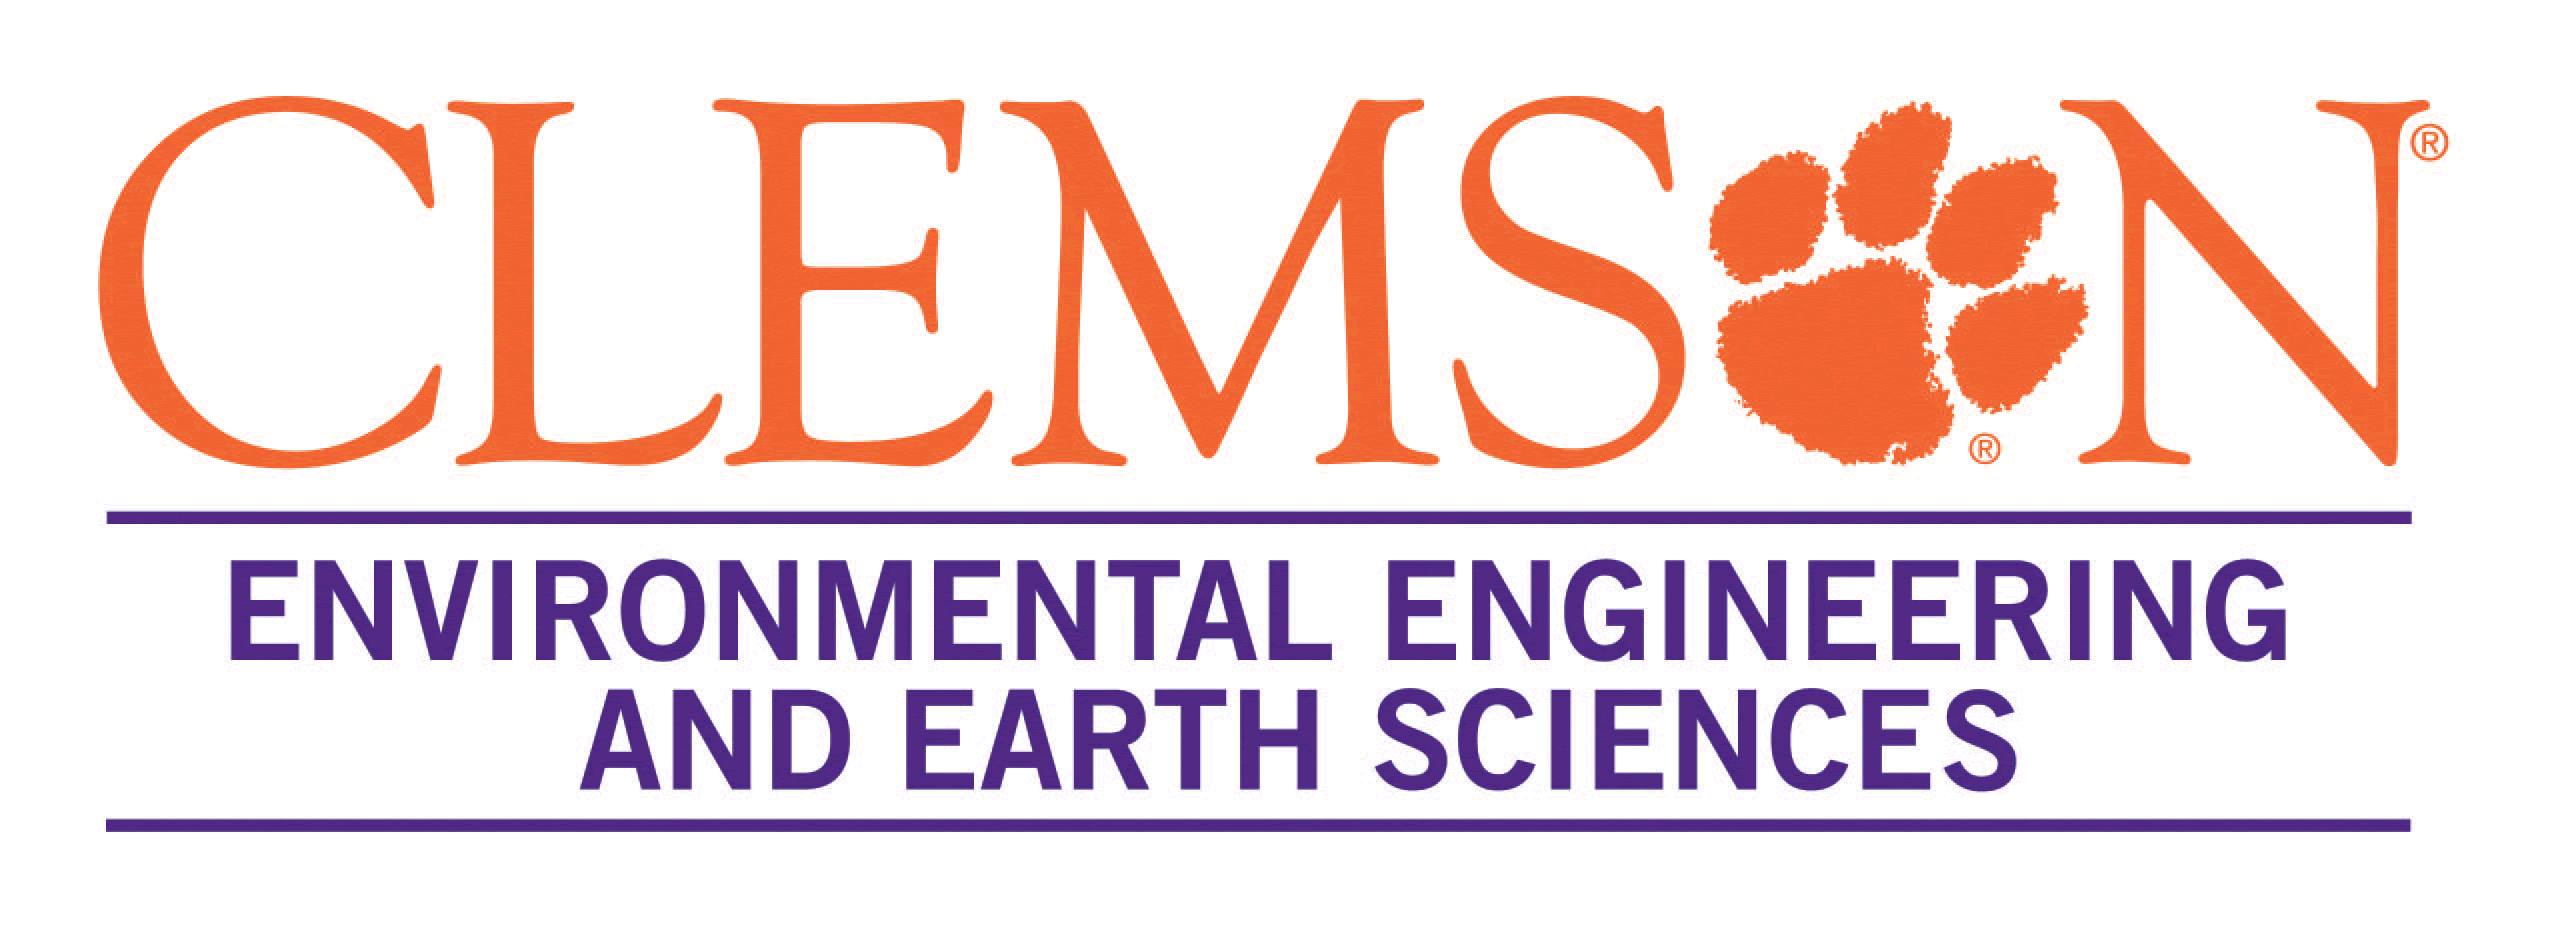 CLEMSON®
ENVIRONMENTAL ENGINEERING
AND EARTH SCIENCES